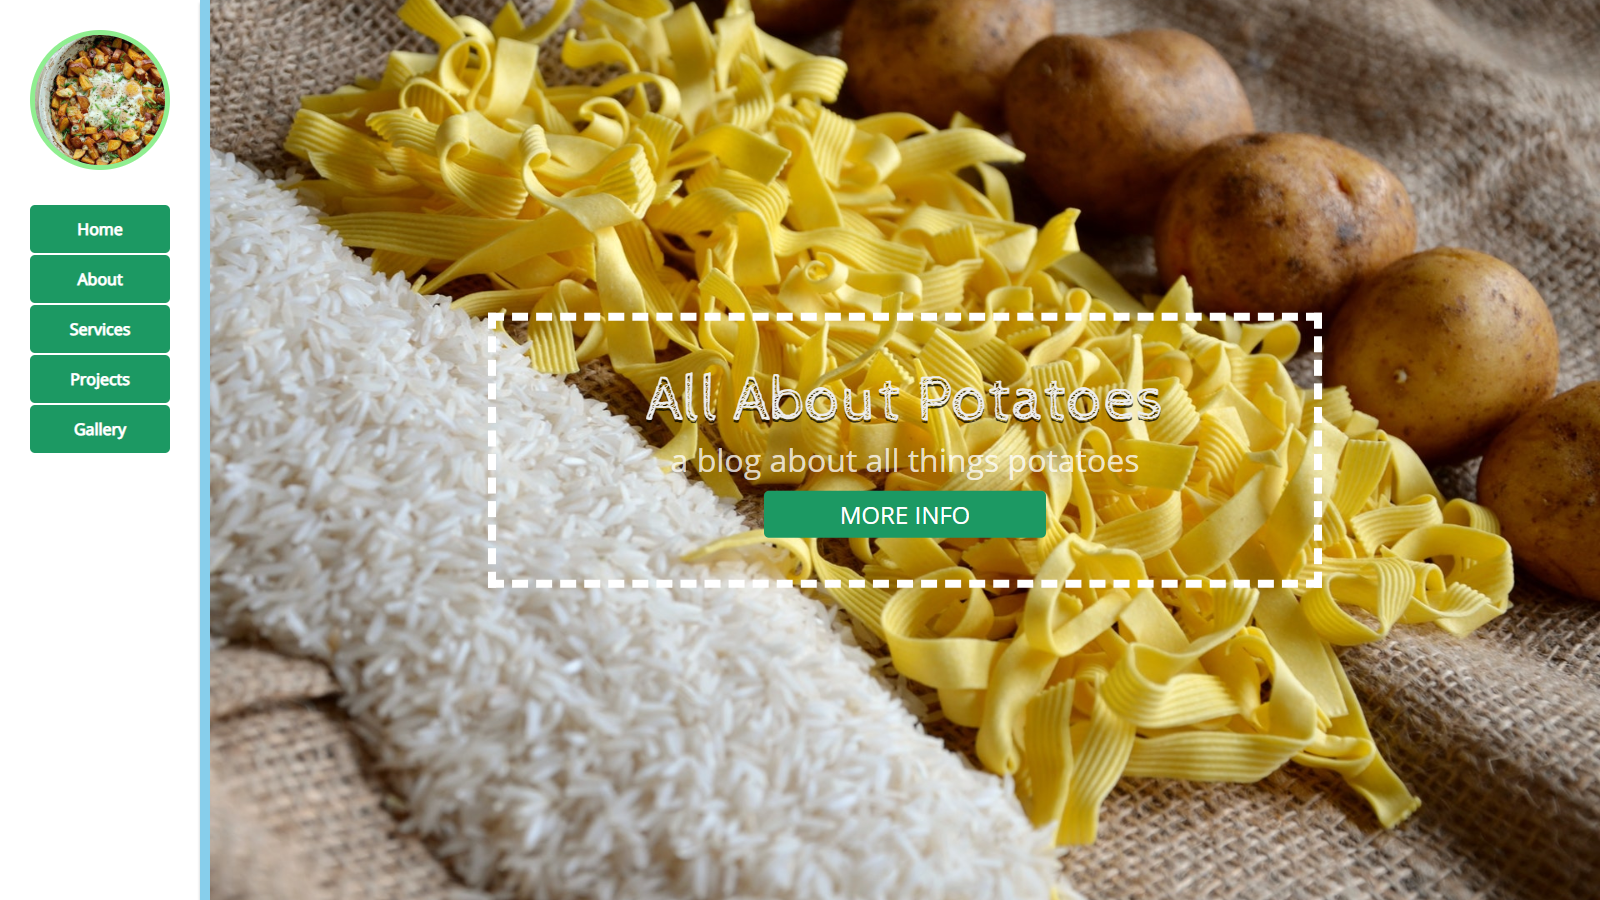 Home
About
Services
Projects
Gallery
All About Potatoes
a blog about all things potatoes
MORE INFO